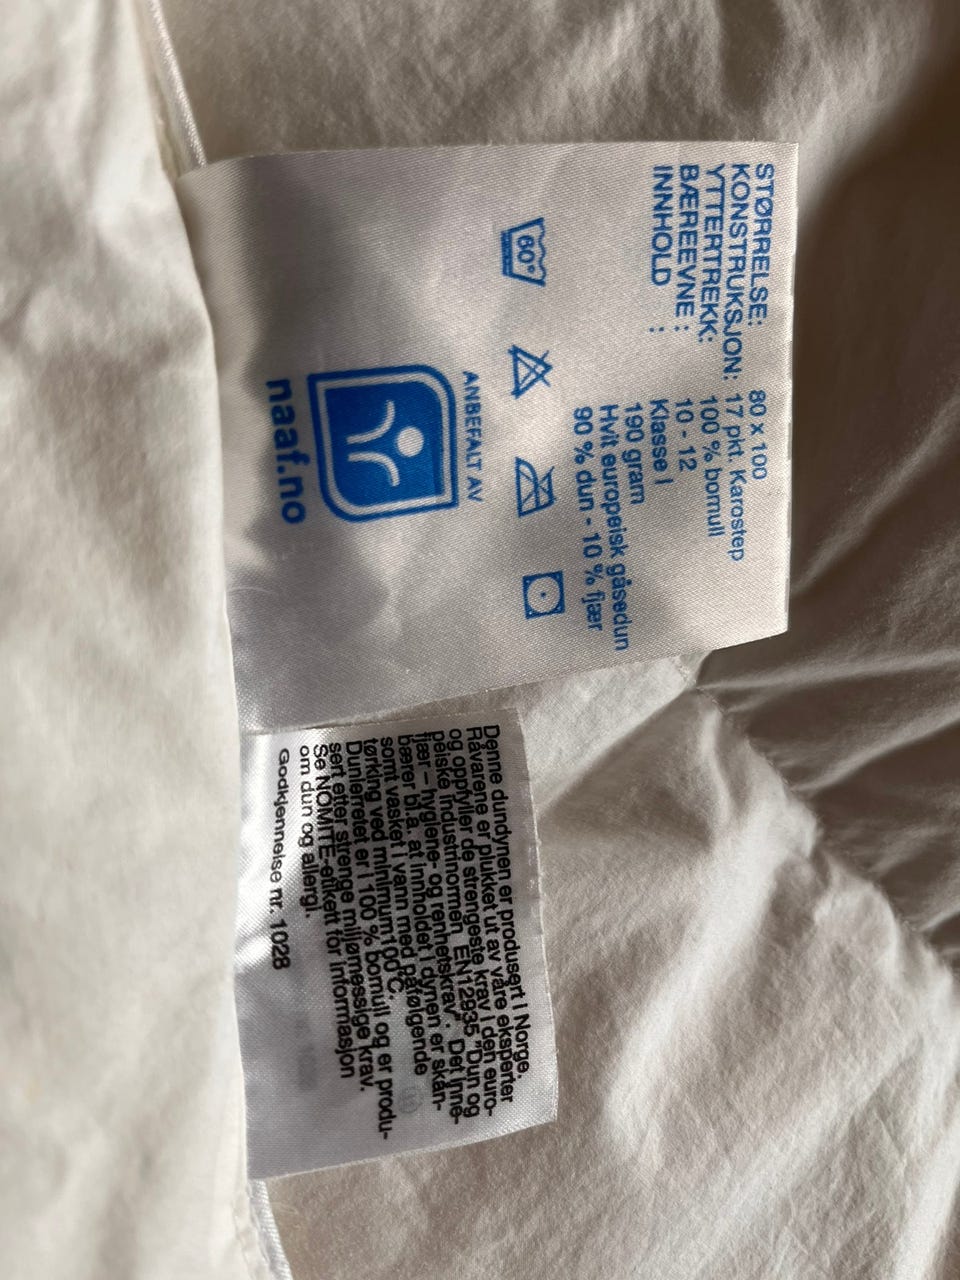 STØRRELSE: 80 x 100
KONSTRUKSJON: 17 pkt. Karostep
YTTERTREKK: 100 % bomull
BÆREEVNE : 10 - 12
INNHOLD : Klasse I
190 gram
Hvit europeisk gåsedun
90 % dun - 10 % fjær
60°
ANBEFALT AV
naaf.no
Denne dundynen er produsert i Norge.
Råvarene er plukket ut av våre eksperter
og oppfyller de strengeste krav i den euro-
peiske industrinormen EN12935 "Dun og
fjær – hygiene- og renhetskrav". Det inne-
bærer bl.a. at innholdet i dynen er skån-
somt vasket i vann med påfølgende
tørking ved minimum100°C.
Dunlerretet er i 100 % bomull og er produ-
sert etter strenge miljømessige krav.
Se NOMITE-etikett for informasjon
om dun og allergi.
Godkjennelse nr. 1028